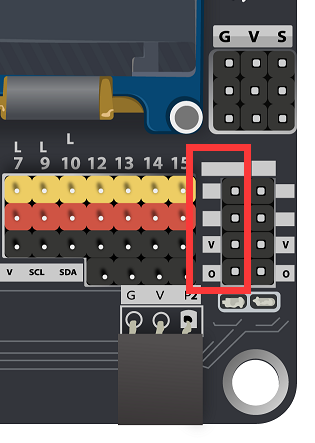 G V S
L L L
7 9 10 12 13 14 15
V V
V SCL SDA O O
G V P2